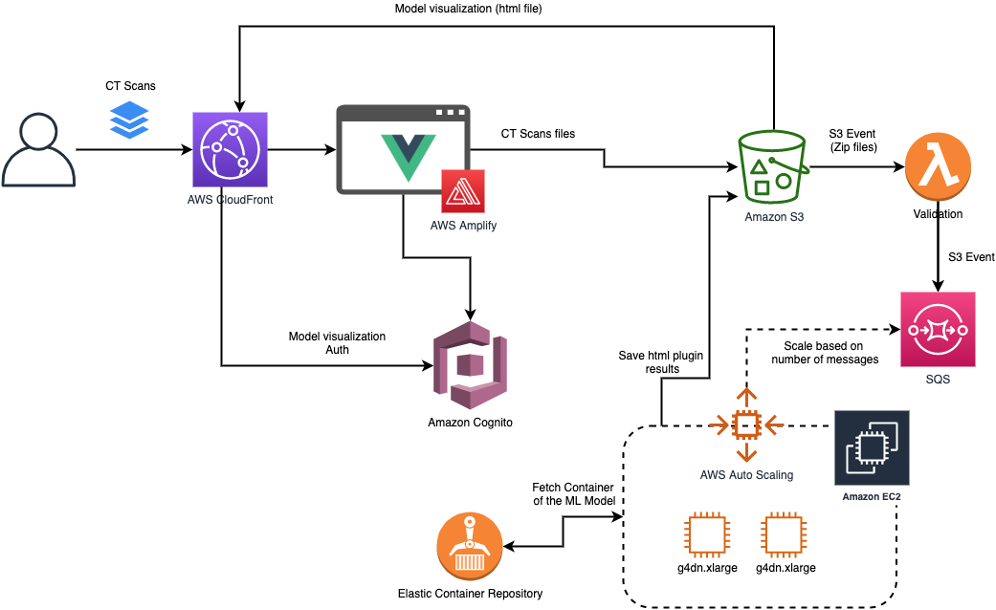 Model visualization (html file)
CT Scans
AWS CloudFront
CT Scans files
AWS Amplify
Amazon S3
S3 Event
(Zip files)
Validation
S3 Event
Model visualization
Auth
Amazon Cognito
Save html plugin
results
Scale based on
number of messages
SQS
AWS Auto Scaling
Amazon EC2
Fetch Container
of the ML Model
g4dn.xlarge
g4dn.xlarge
Elastic Container Repository